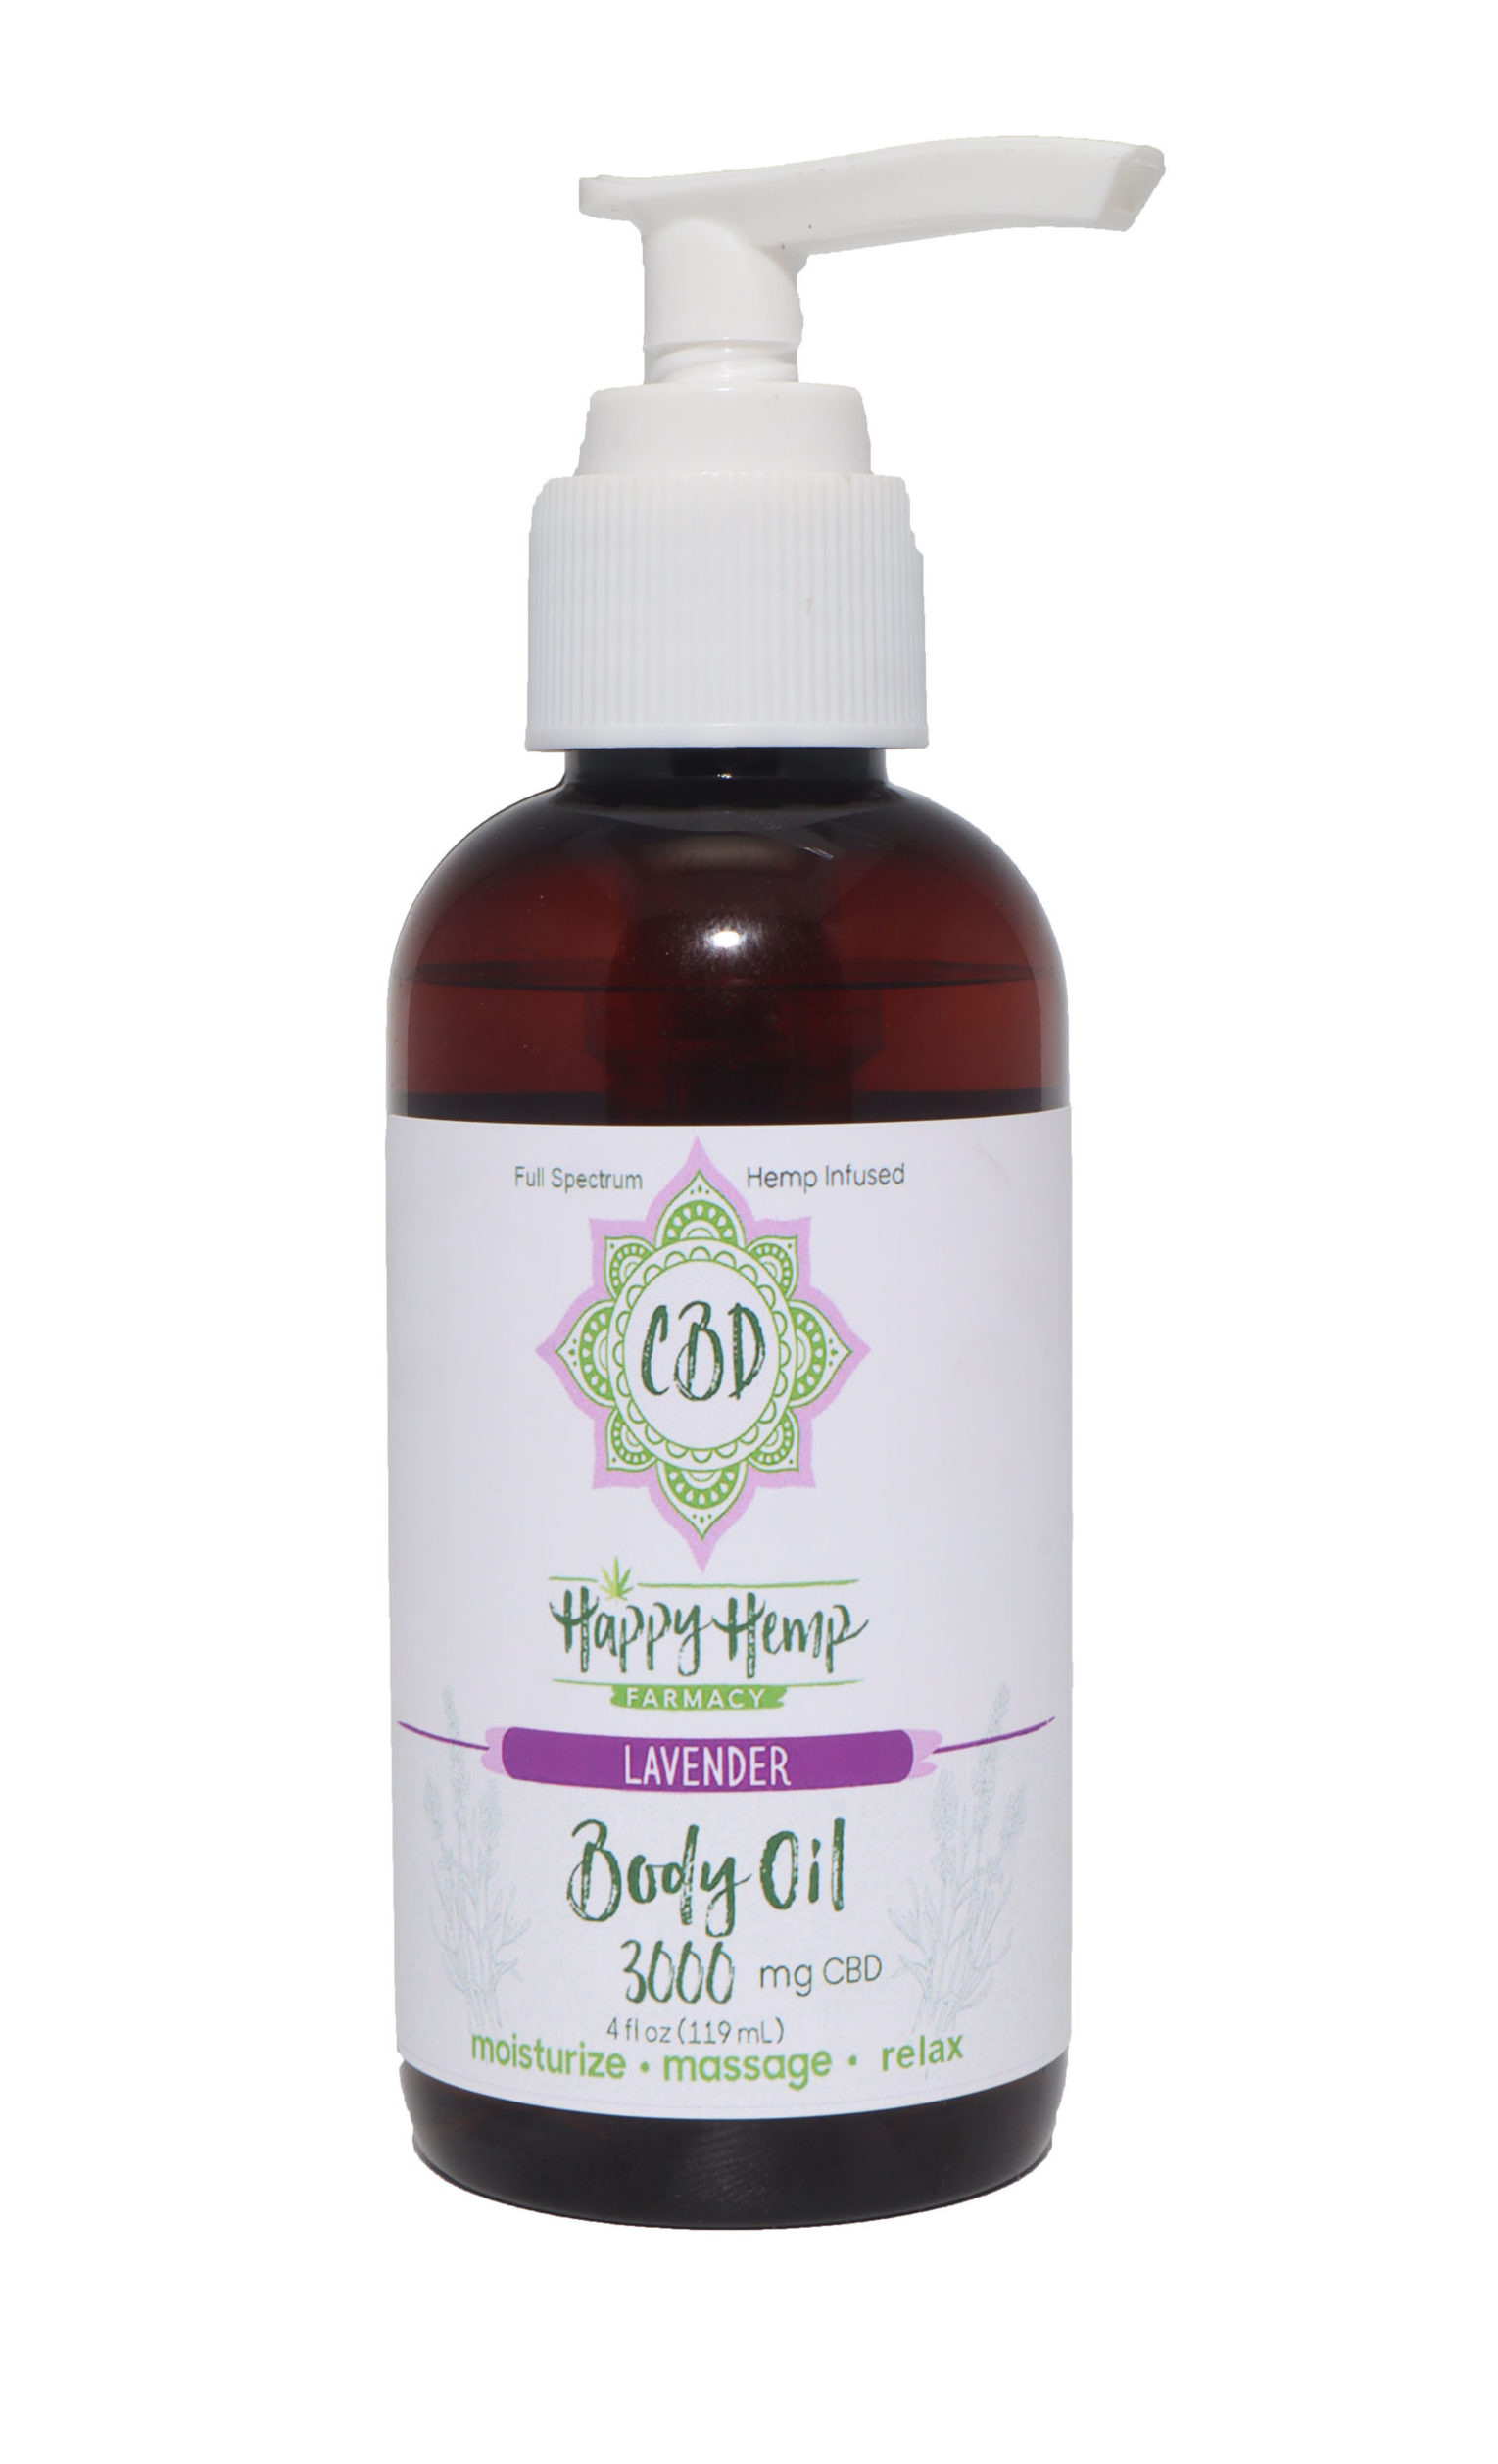 Full Spectrum Hemp Infused
CBD
Happy Hemp
FARMACY
LAVENDER
Body Oil
3000 mg CBD
4 fl oz (119 mL)
moisturize • massage • relax